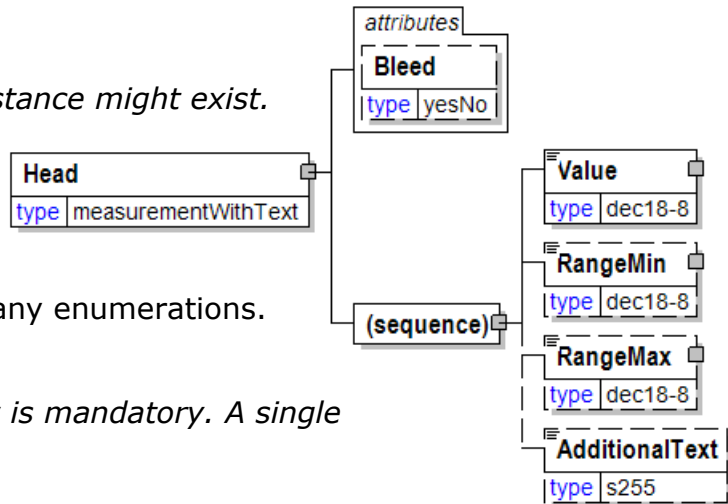 attributes
Bleed
type yesNo
stance might exist.
Head
type measurementWithText
Value
type dec18-8
RangeMin
type dec18-8
any enumerations.
(sequence)
RangeMax
type dec18-8
is mandatory. A single
AdditionalText
type s255